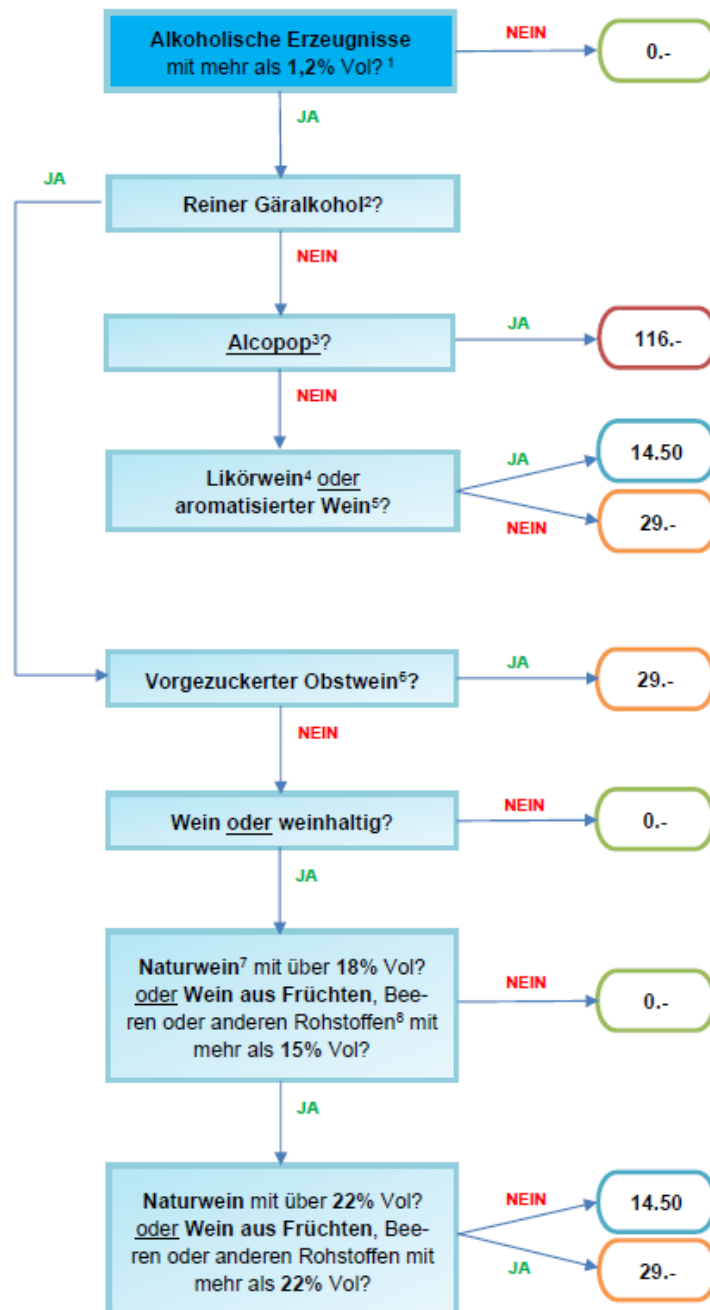 Alkoholische Erzeugnisse
mit mehr als 1,2% Vol? ¹
NEIN
0.-
JA
JA
Reiner Gäralkohol²?
NEIN
Alcopop³?
JA
116.-
NEIN
Likörwein⁴ oder
aromatisierter Wein⁵?
JA
14.50
NEIN
29.-
Vorgezuckerter Obstwein⁶?
JA
29.-
NEIN
Wein oder weinhaltig?
NEIN
0.-
JA
Naturwein⁷ mit über 18% Vol?
oder Wein aus Früchten, Bee-
ren oder anderen Rohstoffen⁸ mit
mehr als 15% Vol?
NEIN
0.-
JA
Naturwein mit über 22% Vol?
oder Wein aus Früchten, Bee-
ren oder anderen Rohstoffen mit
mehr als 22% Vol?
NEIN
14.50
JA
29.-